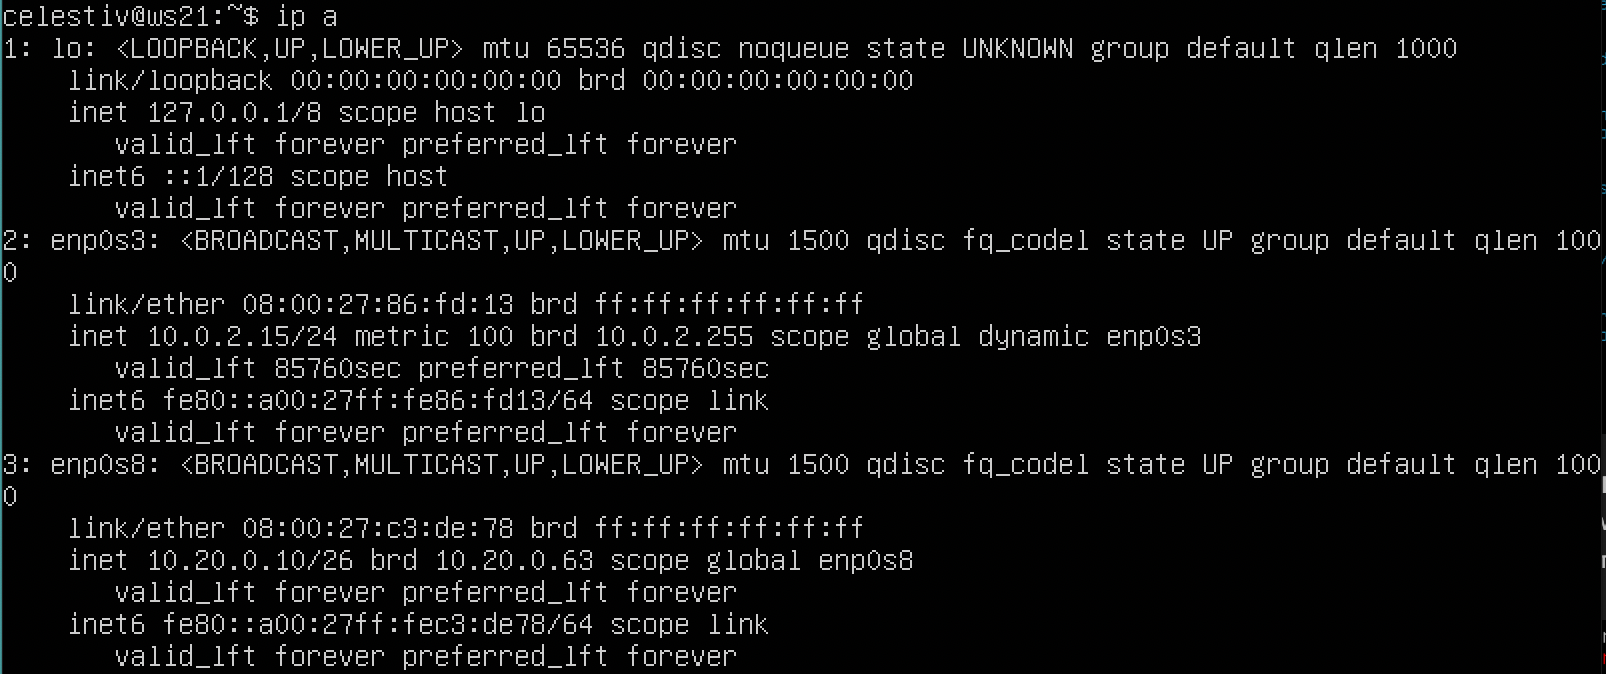 celestiv@ws21:~$ ip a
1: lo: <LOOPBACK,UP,LOWER_UP> mtu 65536 qdisc noqueue state UNKNOWN group default qlen 1000
    link/loopback 00:00:00:00:00:00 brd 00:00:00:00:00:00
    inet 127.0.0.1/8 scope host lo
       valid_lft forever preferred_lft forever
    inet6 ::1/128 scope host
       valid_lft forever preferred_lft forever
2: enp0s3: <BROADCAST,MULTICAST,UP,LOWER_UP> mtu 1500 qdisc fq_codel state UP group default qlen 100
0
    link/ether 08:00:27:86:fd:13 brd ff:ff:ff:ff:ff:ff
    inet 10.0.2.15/24 metric 100 brd 10.0.2.255 scope global dynamic enp0s3
       valid_lft 85760sec preferred_lft 85760sec
    inet6 fe80::a00:27ff:fe86:fd13/64 scope link
       valid_lft forever preferred_lft forever
3: enp0s8: <BROADCAST,MULTICAST,UP,LOWER_UP> mtu 1500 qdisc fq_codel state UP group default qlen 100
0
    link/ether 08:00:27:c3:de:78 brd ff:ff:ff:ff:ff:ff
    inet 10.20.0.10/26 brd 10.20.0.63 scope global enp0s8
       valid_lft forever preferred_lft forever
    inet6 fe80::a00:27ff:fec3:de78/64 scope link
       valid_lft forever preferred_lft forever